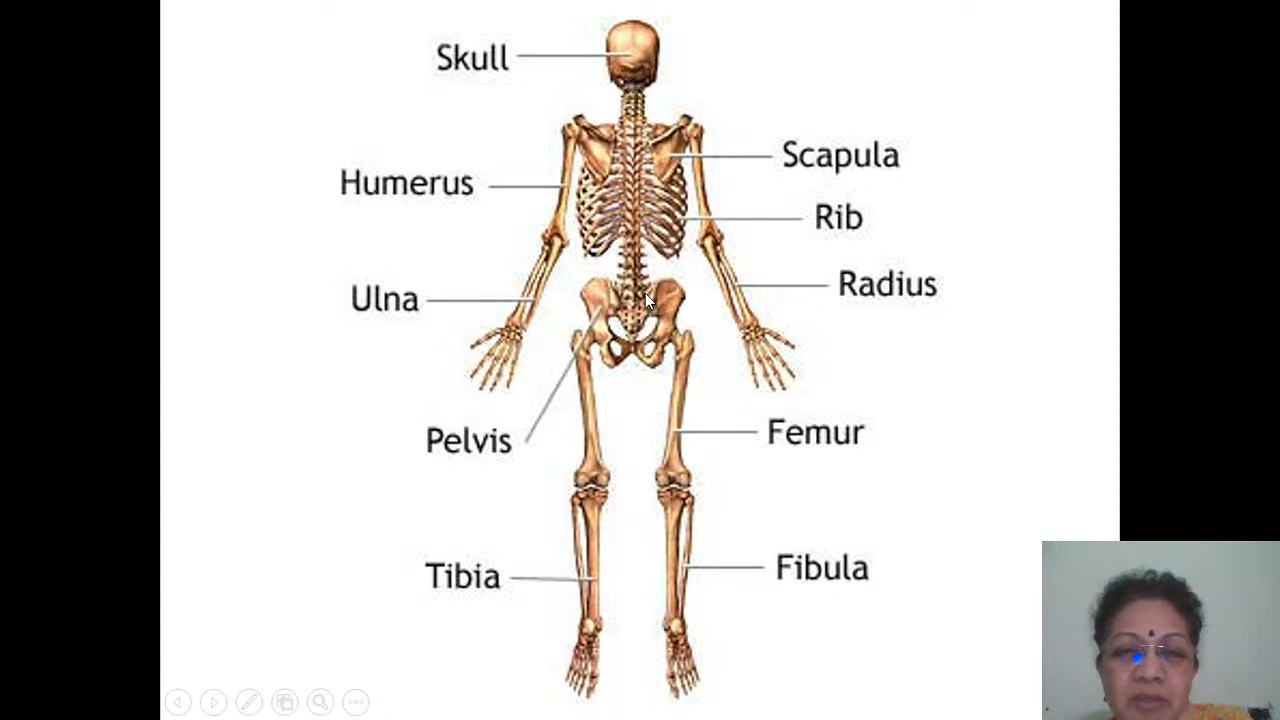 Skull
Scapula
Humerus
Rib
Radius
Ulna
Femur
Pelvis
Fibula
Tibia